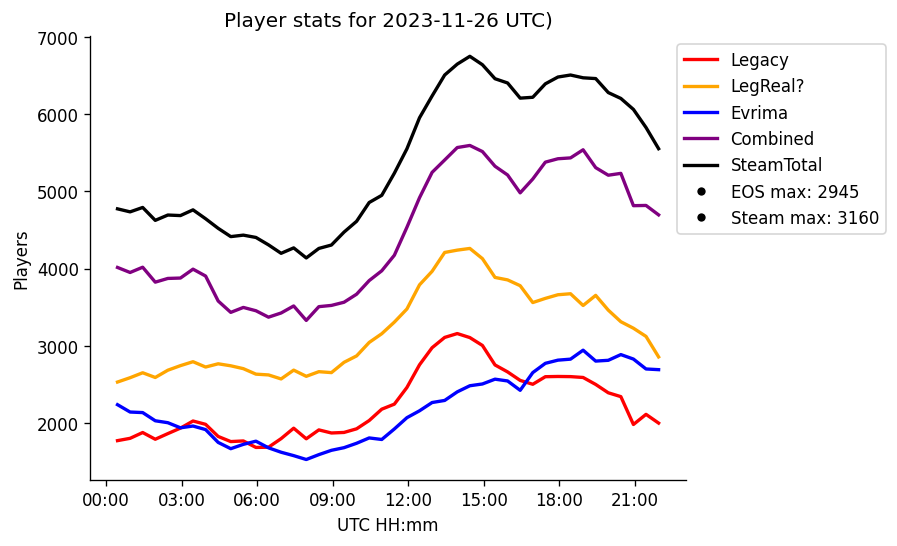 Player stats for 2023-11-26 UTC)
7000
6000
5000
4000
3000
2000
Players
00:00 03:00 06:00 09:00 12:00 15:00 18:00 21:00
UTC HH:mm
Legacy
LegReal?
Evrima
Combined
SteamTotal
EOS max: 2945
Steam max: 3160